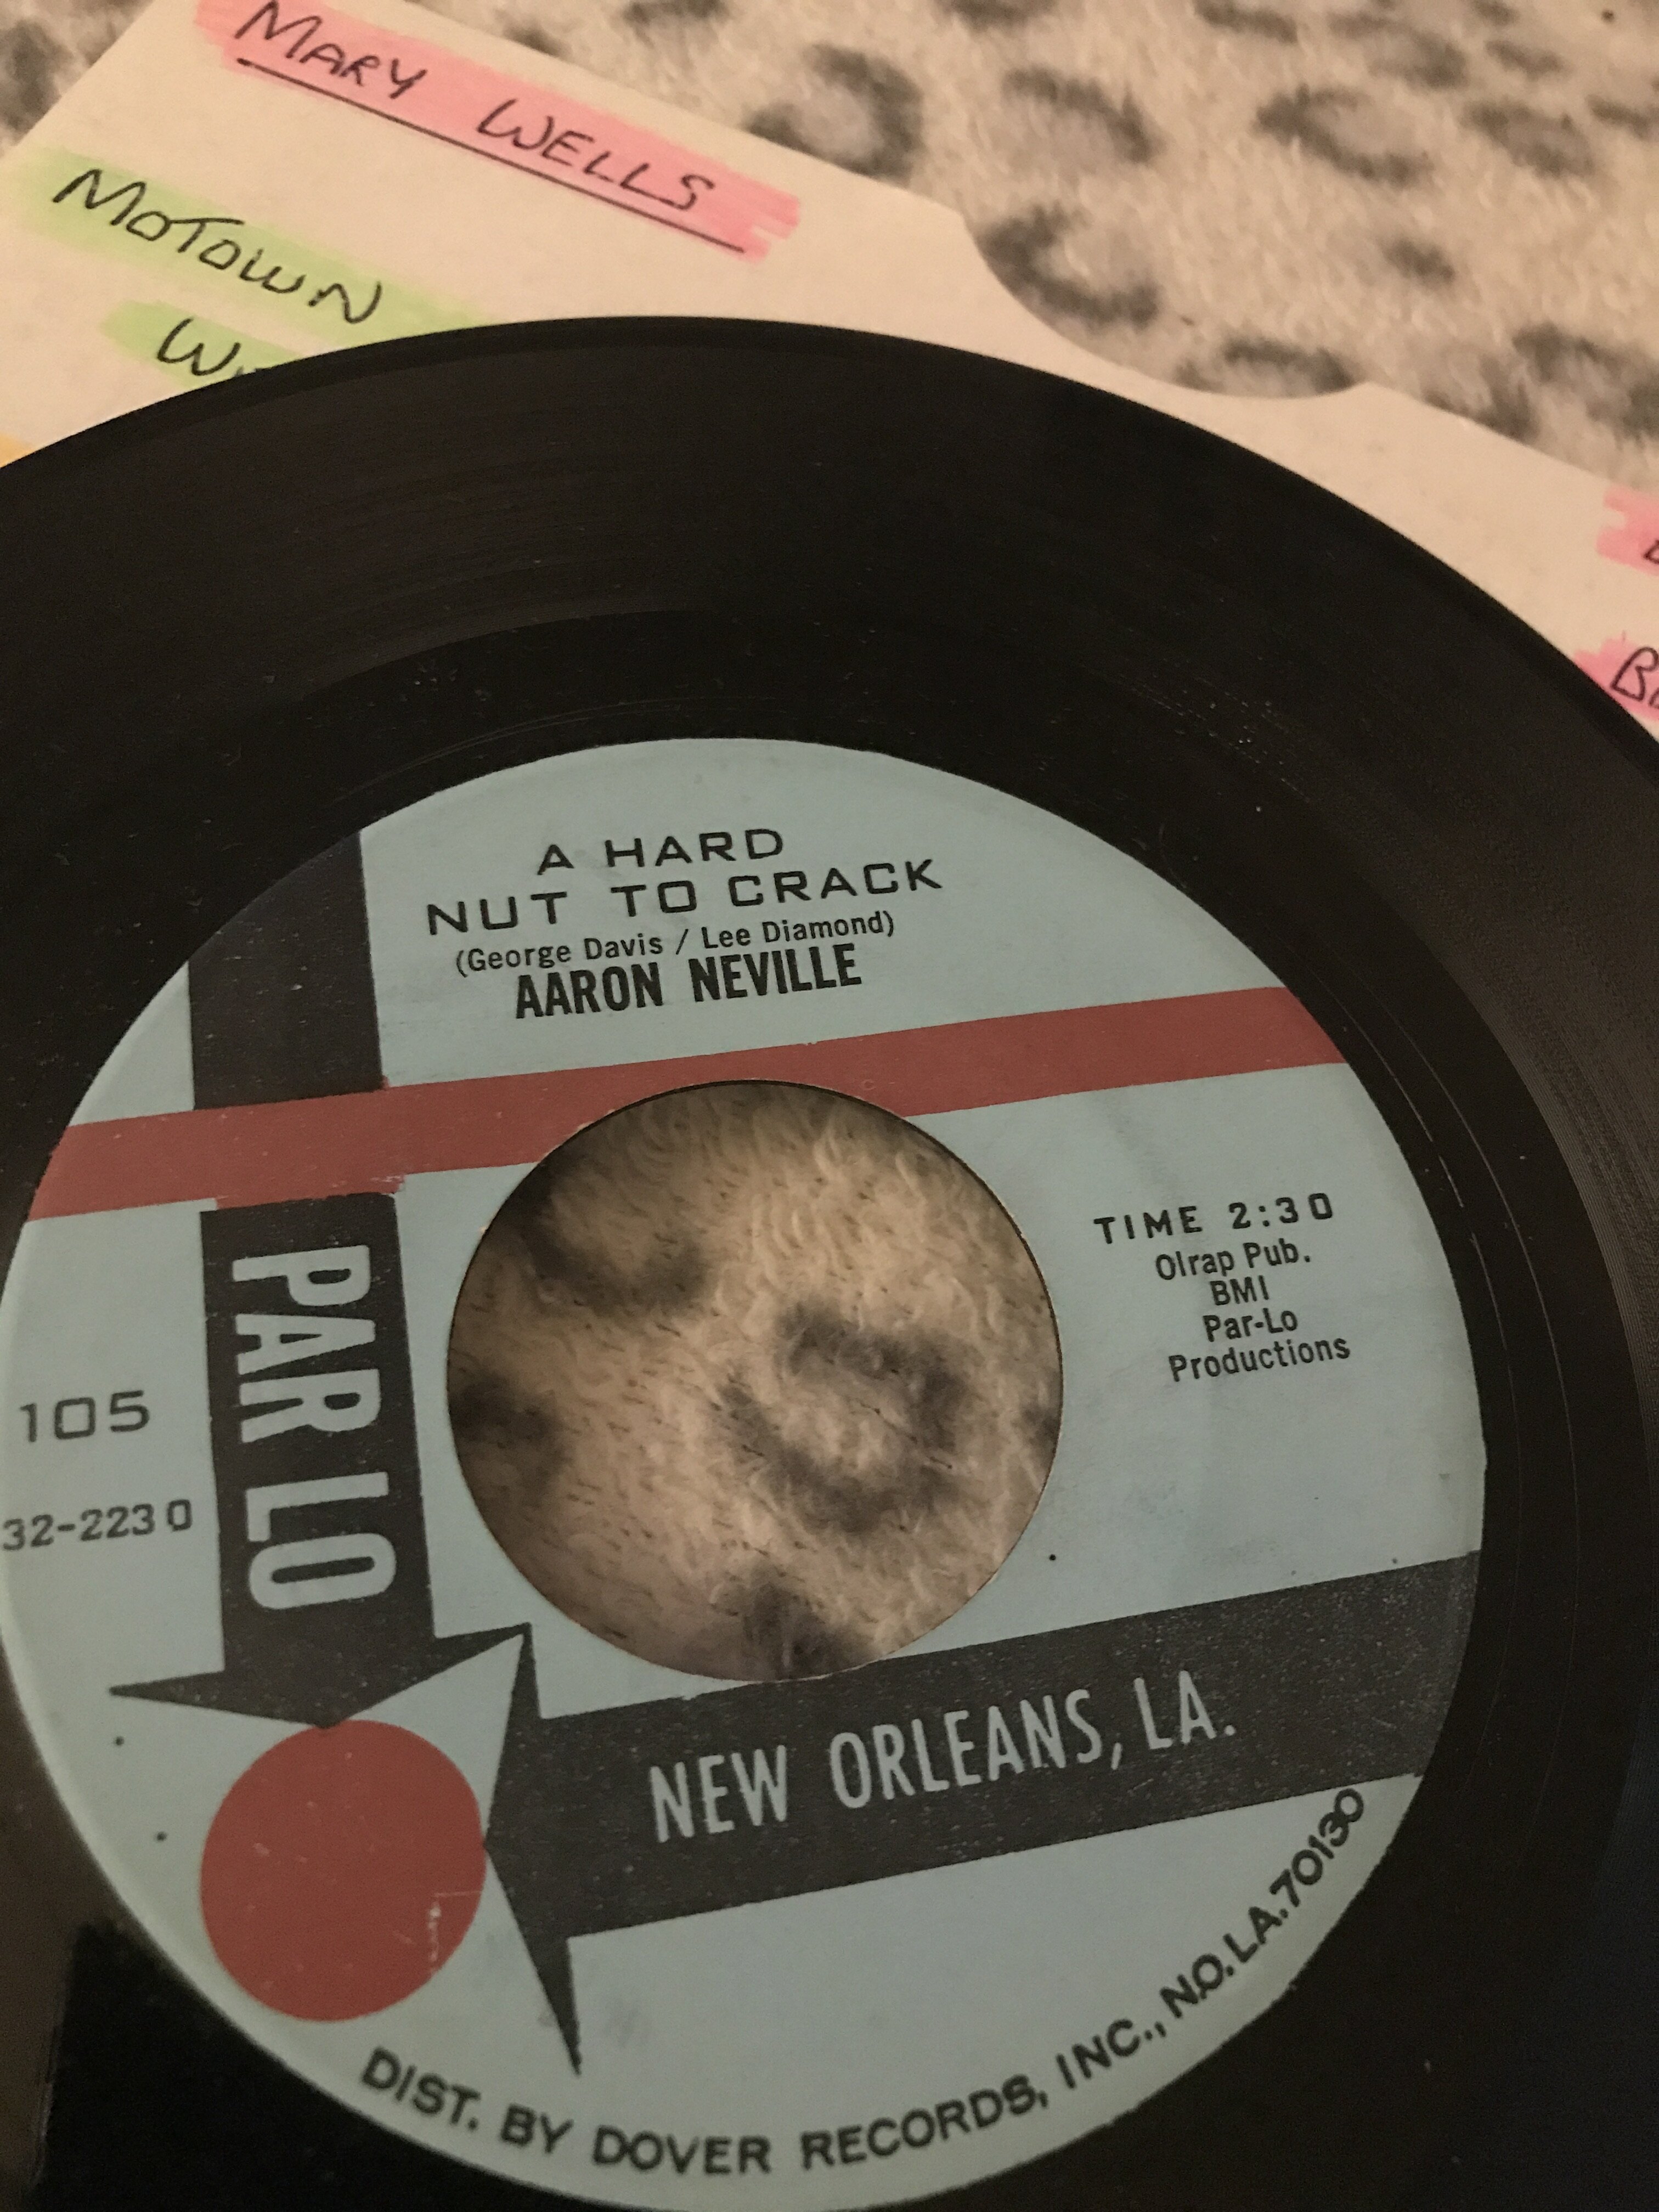 MARY WELLS
MOTOWN
A HARD
NUT TO CRACK
(George Davis / Lee Diamond)
AARON NEVILLE
TIME 2:30
Olrap Pub.
BMI
Par-Lo
Productions
PAR LO
105
32-2230
NEW ORLEANS, LA.
DIST. BY DOVER RECORDS, INC., N.O. LA. 70130